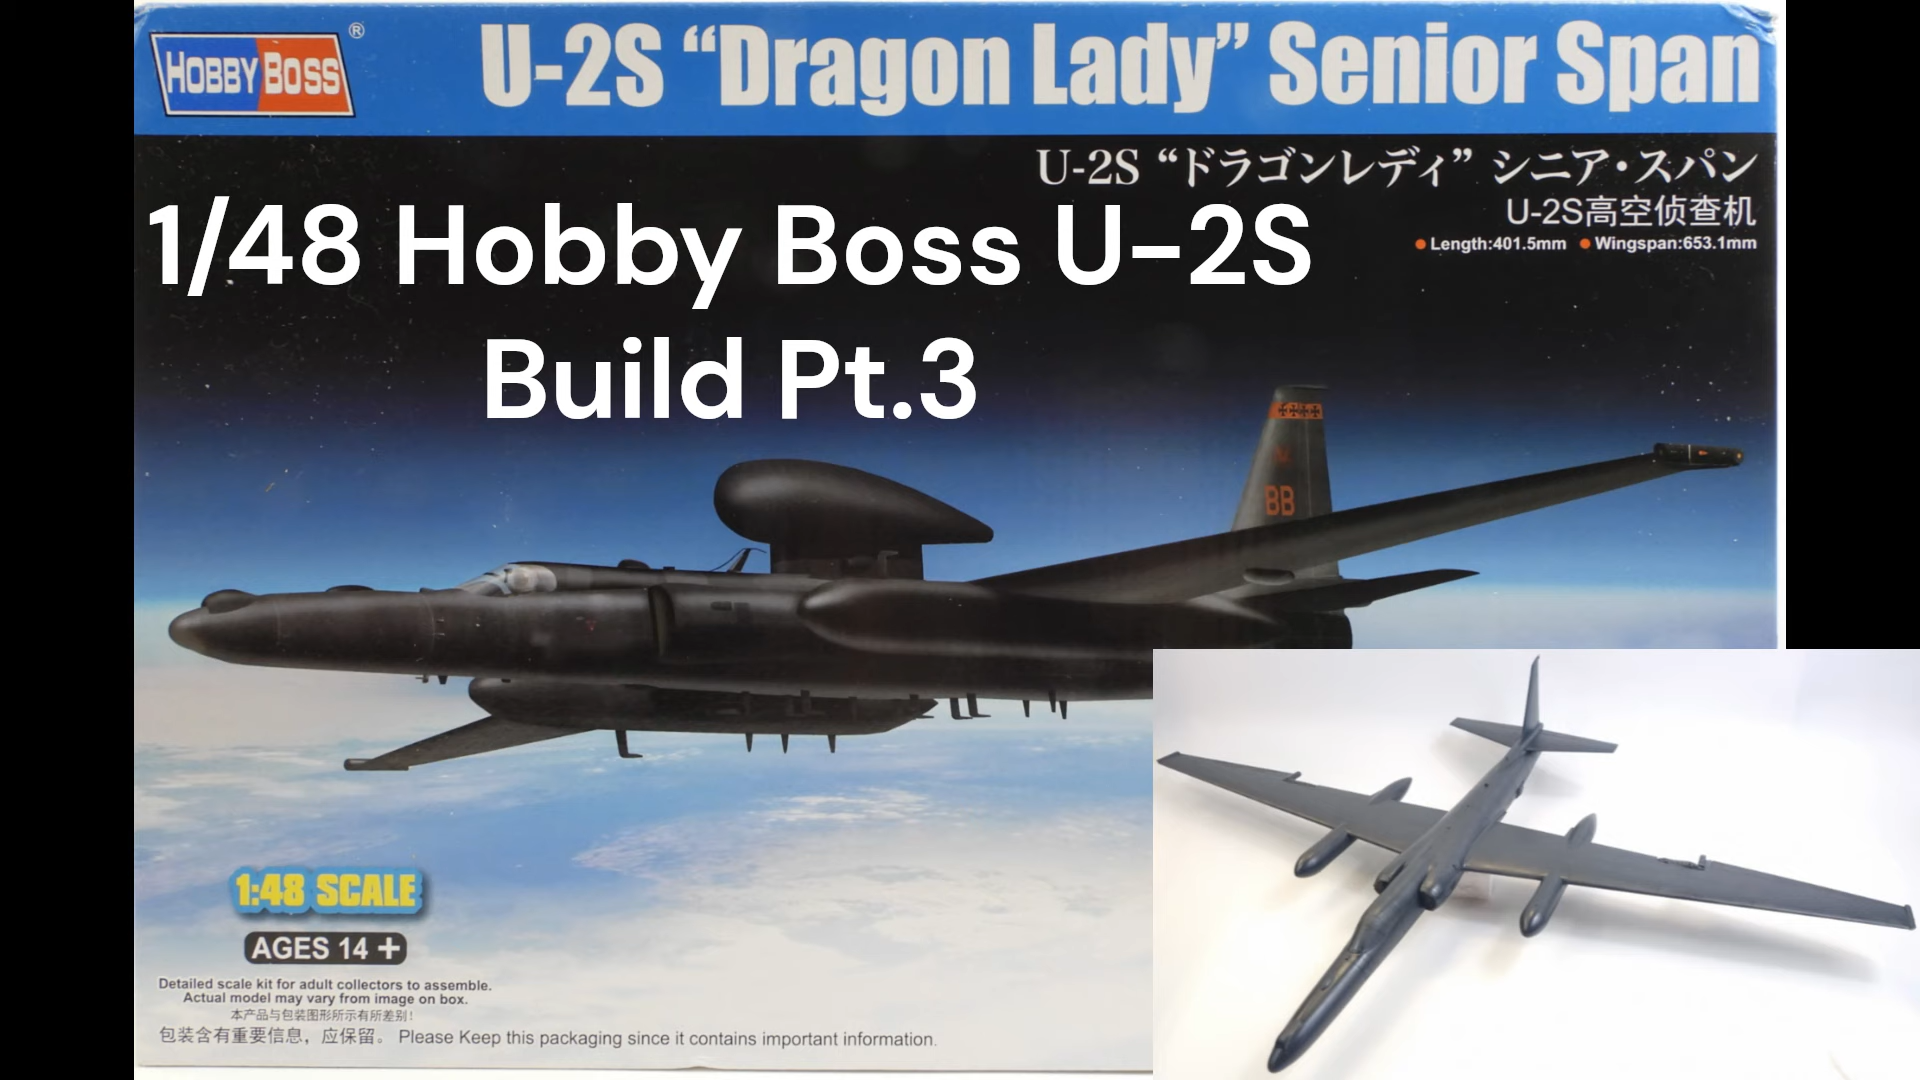 HOBBY BOSS ®
U-2S “Dragon Lady” Senior Span
U-2S “ドラゴンレディ” シニア・スパン
U-2S高空侦查机
Length:401.5mm Wingspan:653.1mm
1/48 Hobby Boss U-2S
Build Pt.3
BB
1:48 SCALE
AGES 14 +
Detailed scale kit for adult collectors to assemble.
Actual model may vary from image on box.
本产品与包装图形所示有所差别!
包装含有重要信息，应保留。 Please Keep this packaging since it contains important information.